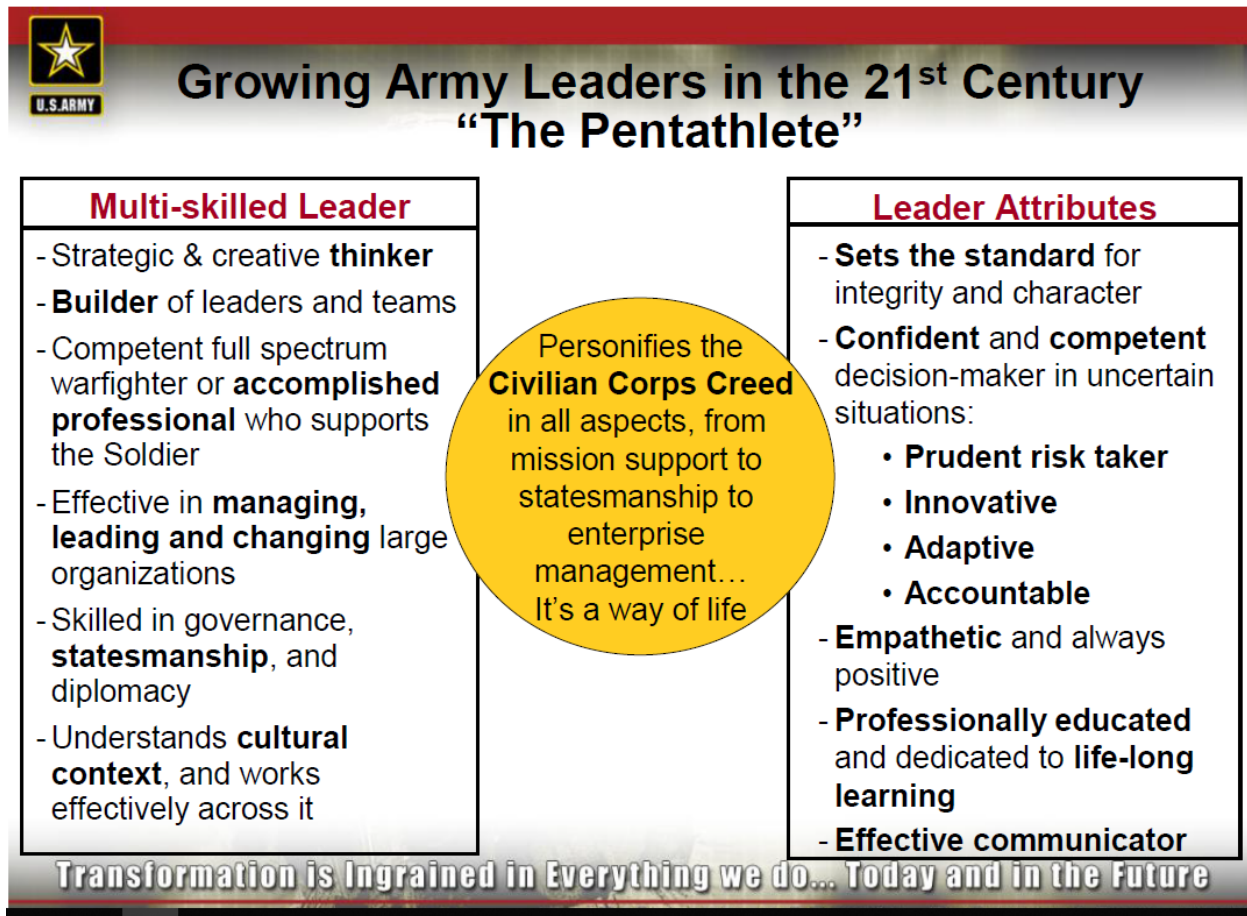 U.S.ARMY
Growing Army Leaders in the 21st Century
“The Pentathlete”
Multi-skilled Leader
- Strategic & creative thinker
- Builder of leaders and teams
- Competent full spectrum
warfighter or accomplished
professional who supports
the Soldier
- Effective in managing,
leading and changing large
organizations
- Skilled in governance,
statesmanship, and
diplomacy
- Understands cultural
context, and works
effectively across it
Personifies the
Civilian Corps Creed
in all aspects, from
mission support to
statesmanship to
enterprise
management…
It’s a way of life
Leader Attributes
- Sets the standard for
integrity and character
- Confident and competent
decision-maker in uncertain
situations:
• Prudent risk taker
• Innovative
• Adaptive
• Accountable
- Empathetic and always
positive
- Professionally educated
and dedicated to life-long
learning
- Effective communicator
Transformation is Ingrained in Everything we do... Today and in the Future